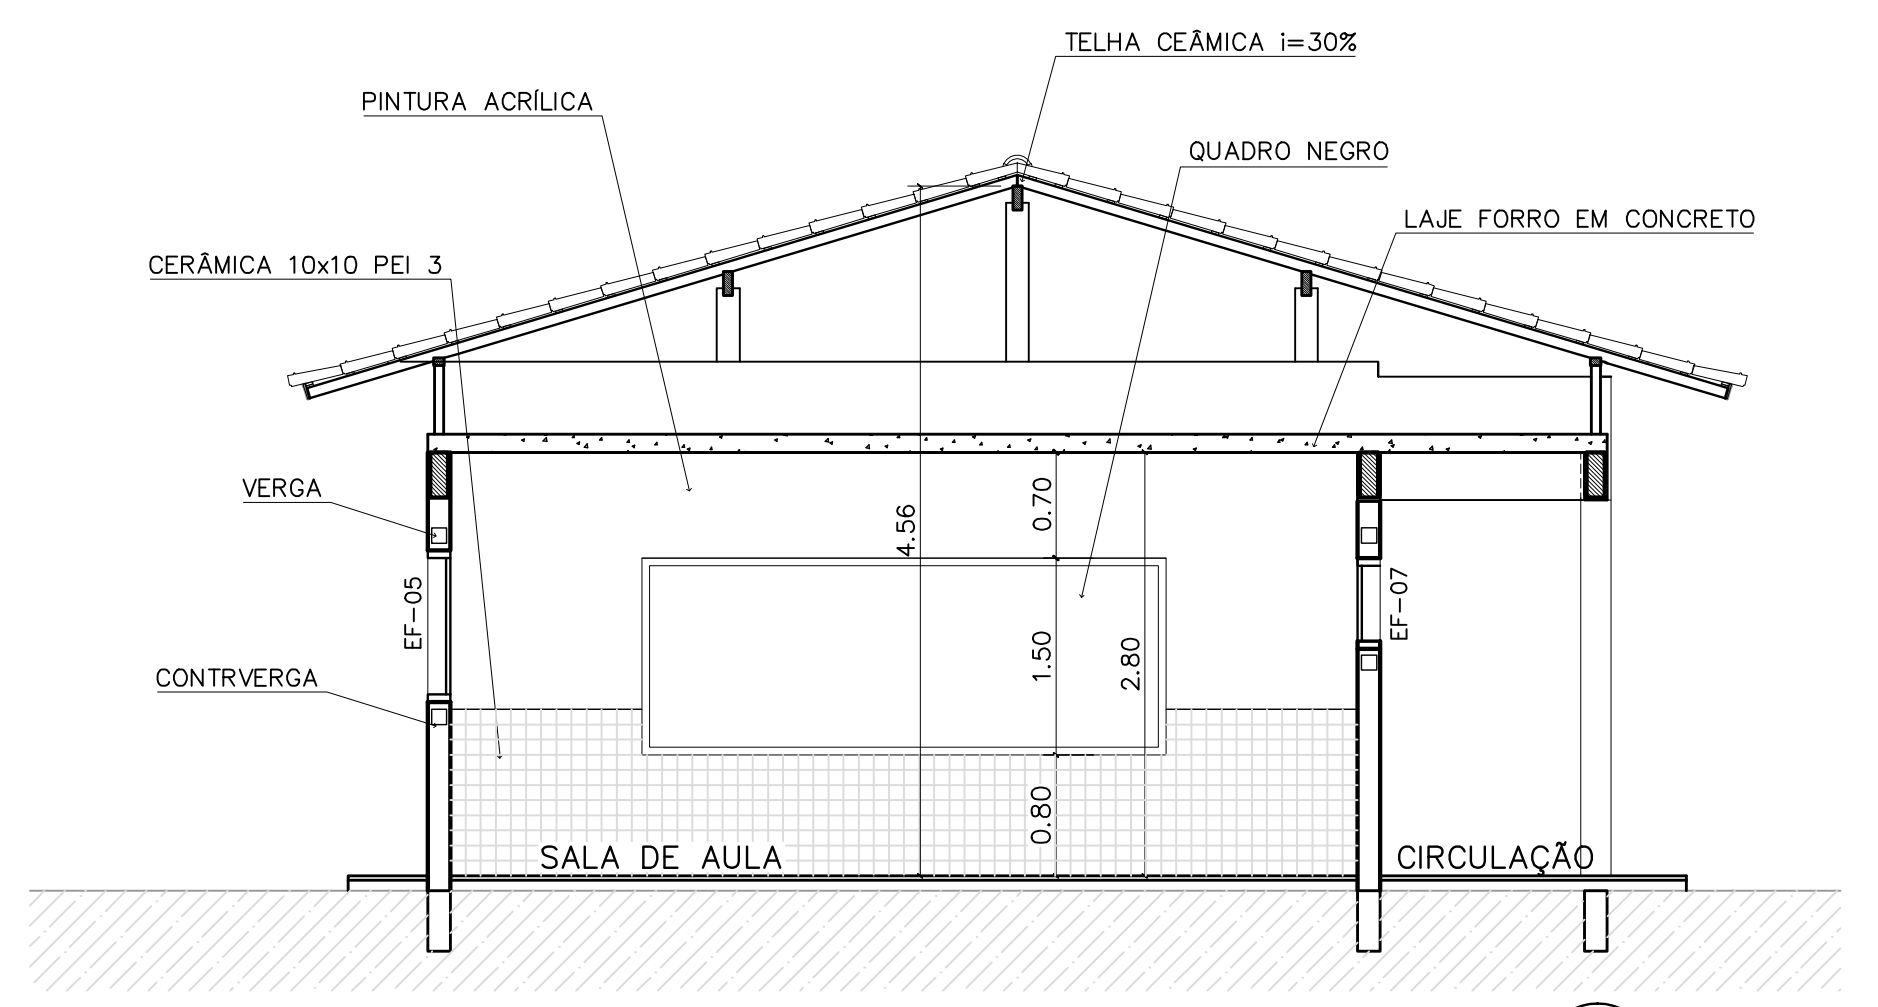 TELHA CEÂMICA i=30%
PINTURA ACRÍLICA
QUADRO NEGRO
LAJE FORRO EM CONCRETO
CERÂMICA 10x10 PEI 3
VERGA
0.70
4.56
EF-05
EF-07
1.50
2.80
CONTRVERGA
0.80
SALA DE AULA
CIRCULAÇÃO